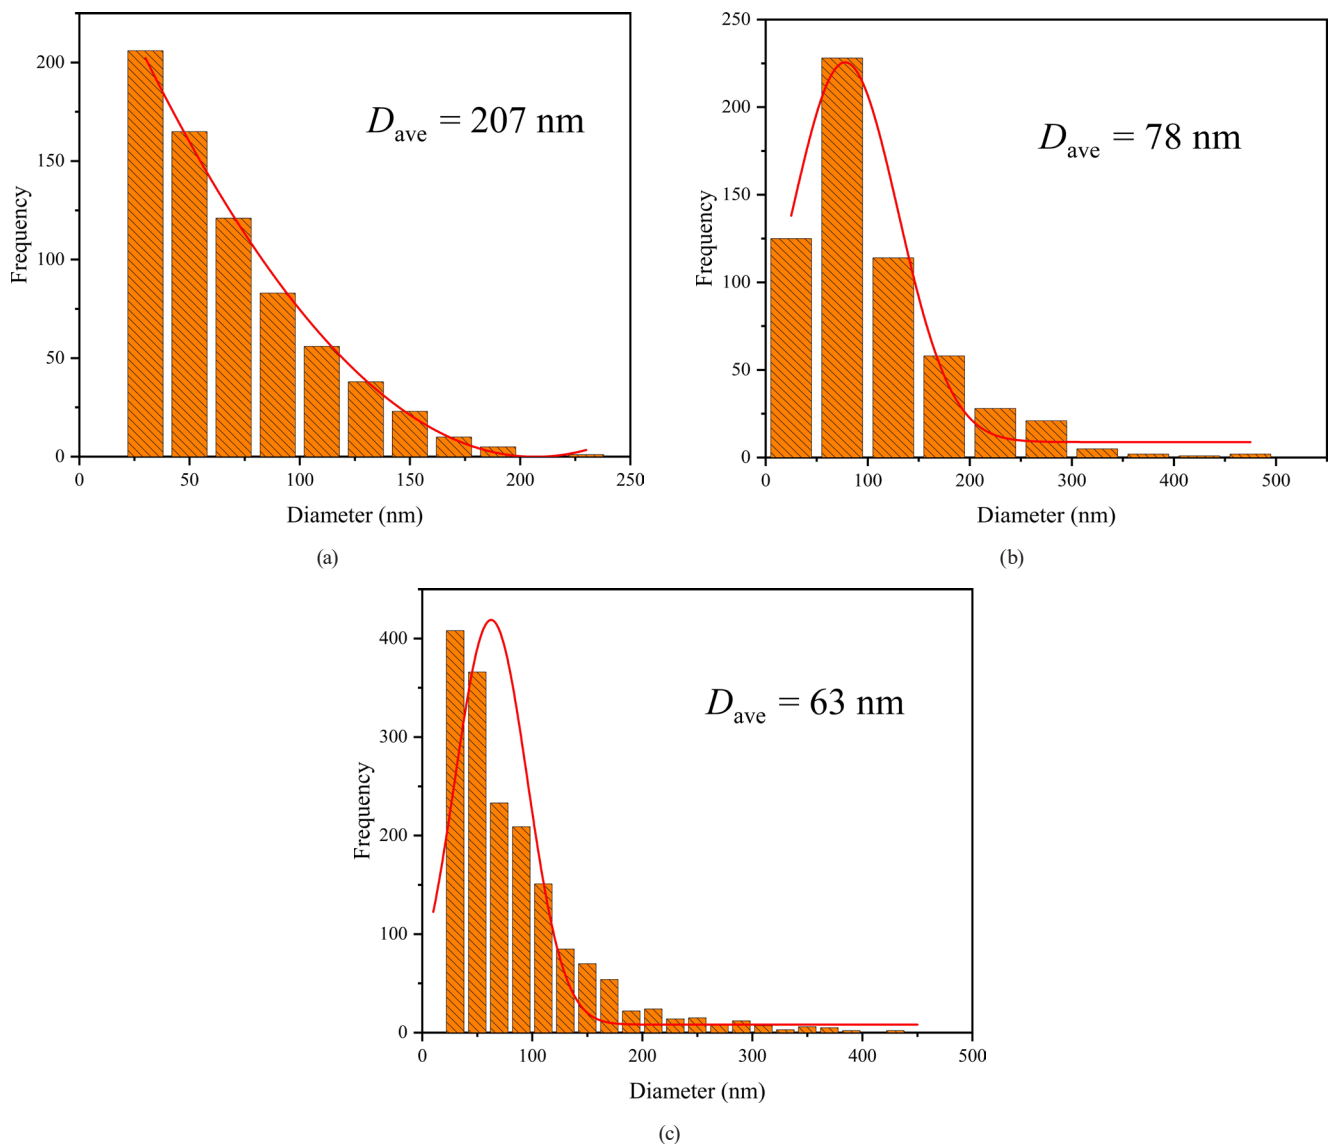 200
150
100
50
0
Frequency
D_ave = 207 nm
0 50 100 150 200 250
Diameter (nm)
(a)
250
200
150
100
50
0
Frequency
D_ave = 78 nm
0 100 200 300 400 500
Diameter (nm)
(b)
400
300
200
100
0
Frequency
D_ave = 63 nm
0 100 200 300 400 500
Diameter (nm)
(c)